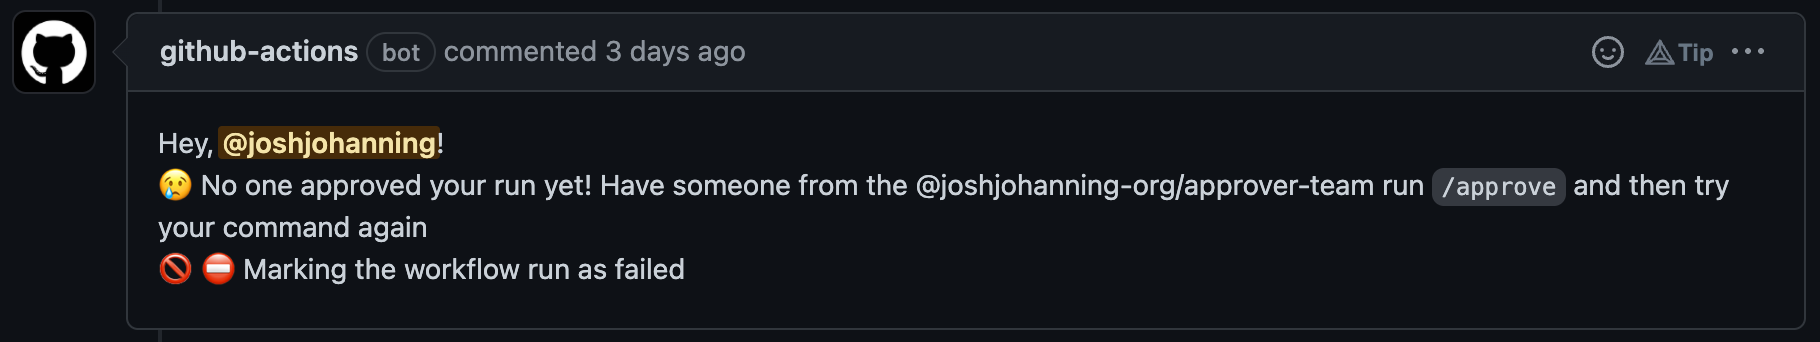 github-actions bot commented 3 days ago Tip
Hey, @joshjohanning!
😢 No one approved your run yet! Have someone from the @joshjohanning-org/approver-team run /approve and then try
your command again
🚫 ⛔ Marking the workflow run as failed